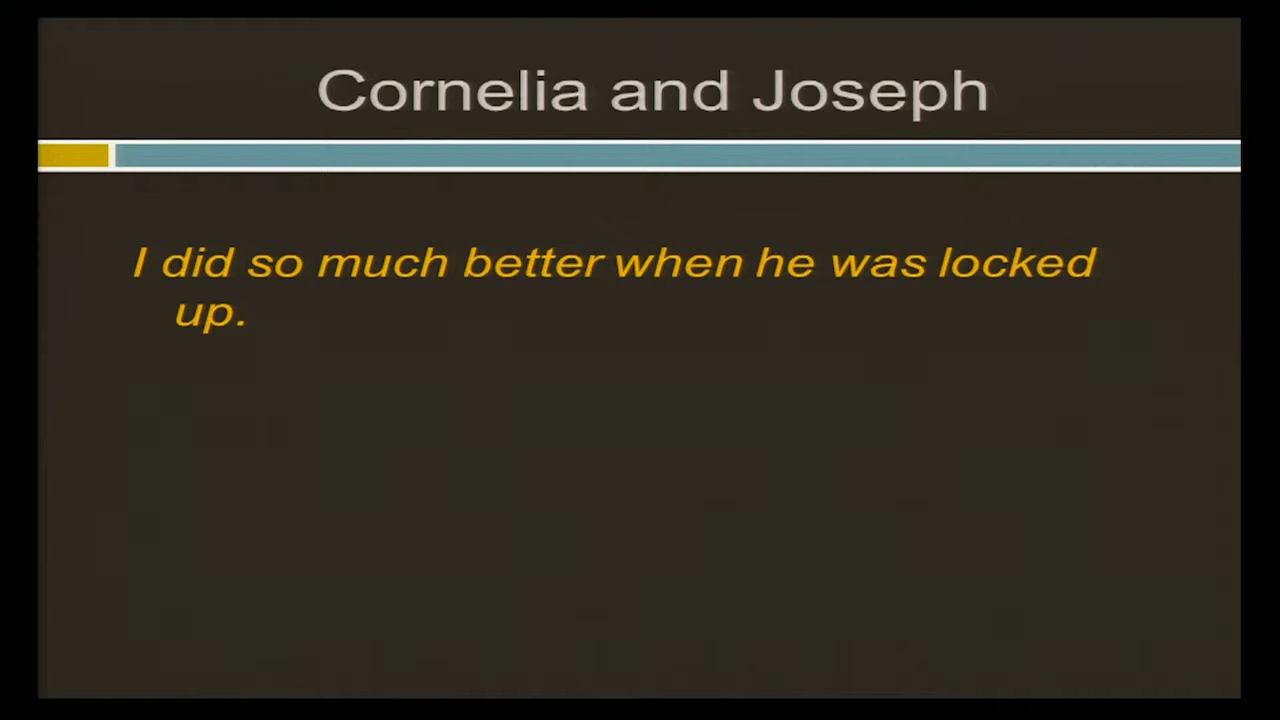 Cornelia and Joseph
I did so much better when he was locked
up.